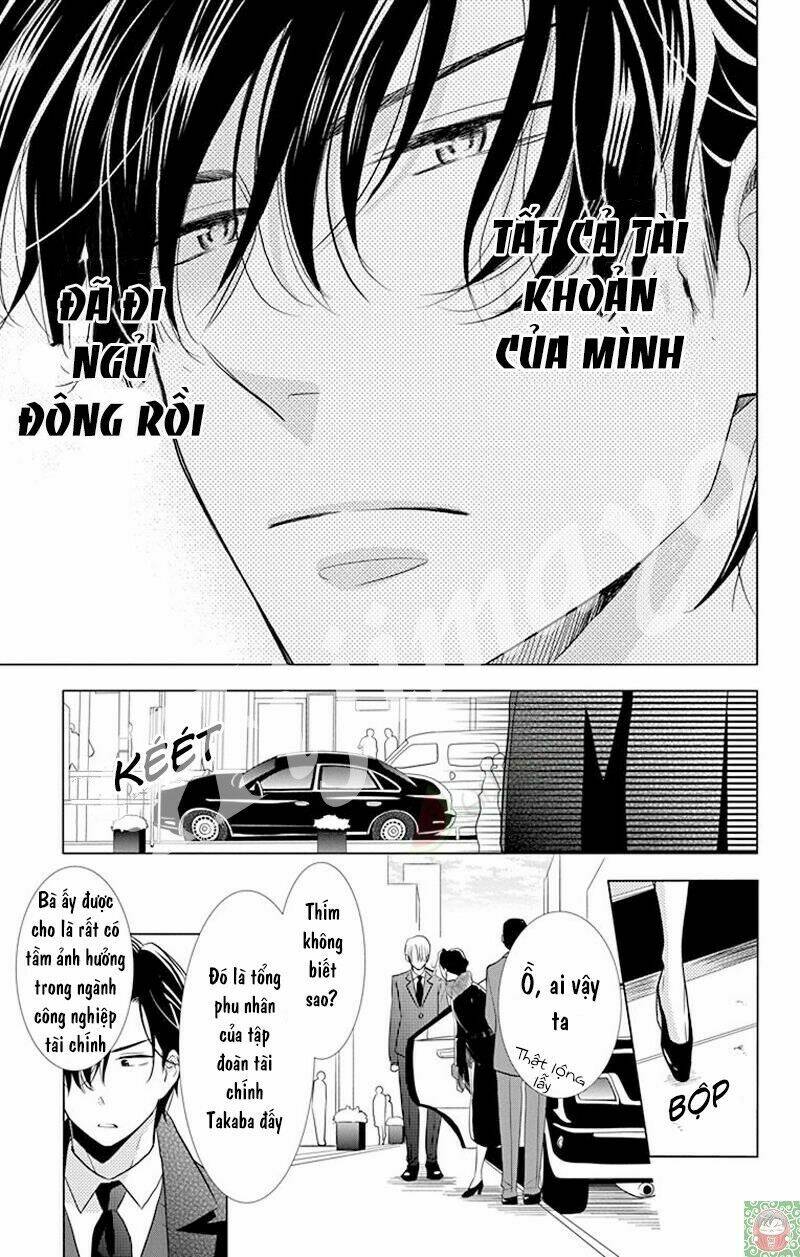 TẤT CẢ TÀI
KHOẢN
CỦA MÌNH
ĐÃ ĐI
NGỦ
ĐÔNG RỒI
KÉÉT
BỘP
Ồ, ai vậy
ta
Thật lộng
lẫy
Thím
không
biết
sao?
Đó là tổng
phu nhân
của tập
đoàn tài
chính
Takaba đấy
Bà ấy được
cho là rất có
tầm ảnh hưởng
trong ngành
công nghiệp
tài chính